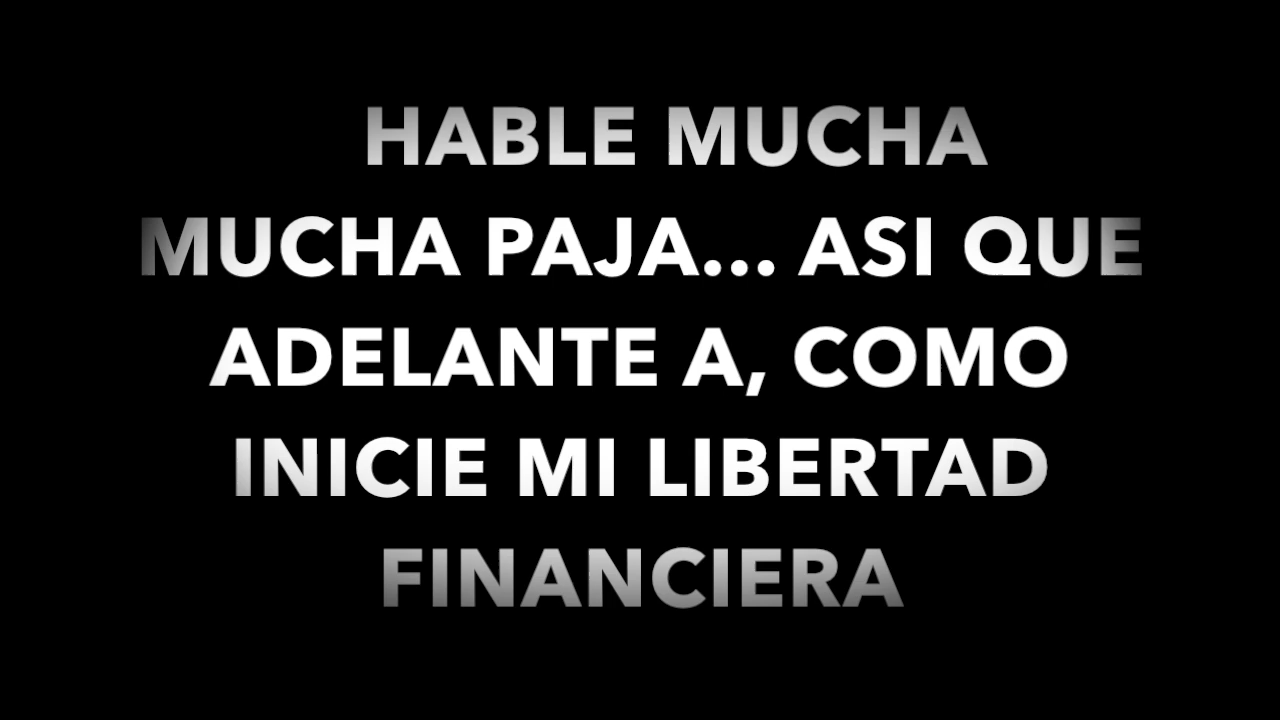 HABLE MUCHA
MUCHA PAJA... ASI QUE
ADELANTE A, COMO
INICIE MI LIBERTAD
FINANCIERA